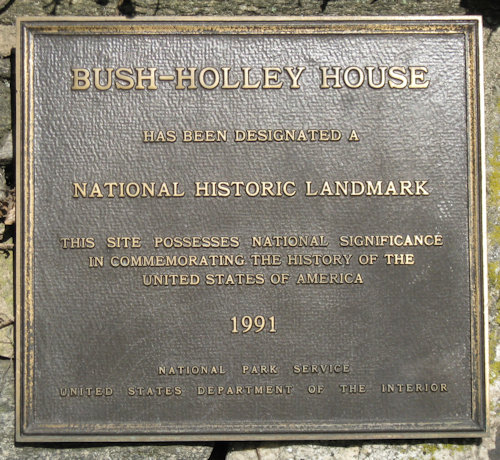 BUSH-HOLLEY HOUSE
HAS BEEN DESIGNATED A
NATIONAL HISTORIC LANDMARK
THIS SITE POSSESSES NATIONAL SIGNIFICANCE
IN COMMEMORATING THE HISTORY OF THE
UNITED STATES OF AMERICA
1991
NATIONAL PARK SERVICE
UNITED STATES DEPARTMENT OF THE INTERIOR